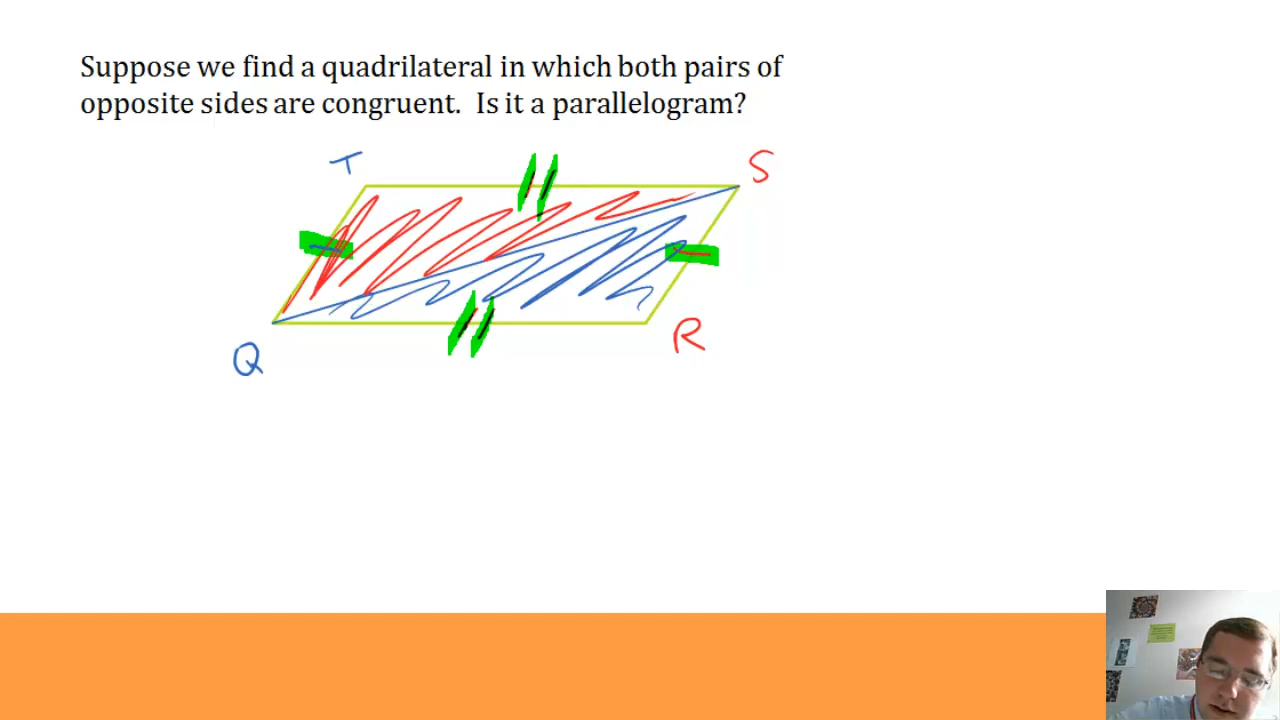 Suppose we find a quadrilateral in which both pairs of
opposite sides are congruent. Is it a parallelogram?
T
S
Q
R